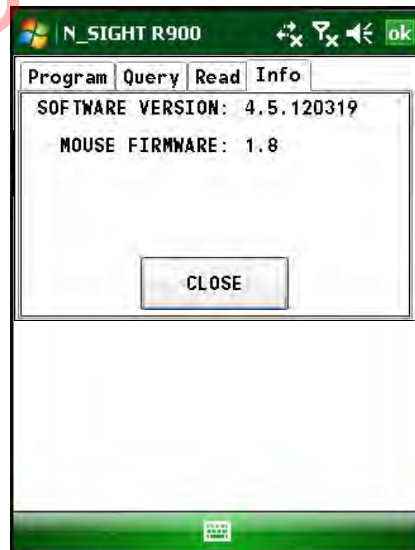 N_SIGHT R900 ok
Program Query Read Info
SOFTWARE VERSION: 4.5.120319
MOUSE FIRMWARE: 1.8
CLOSE